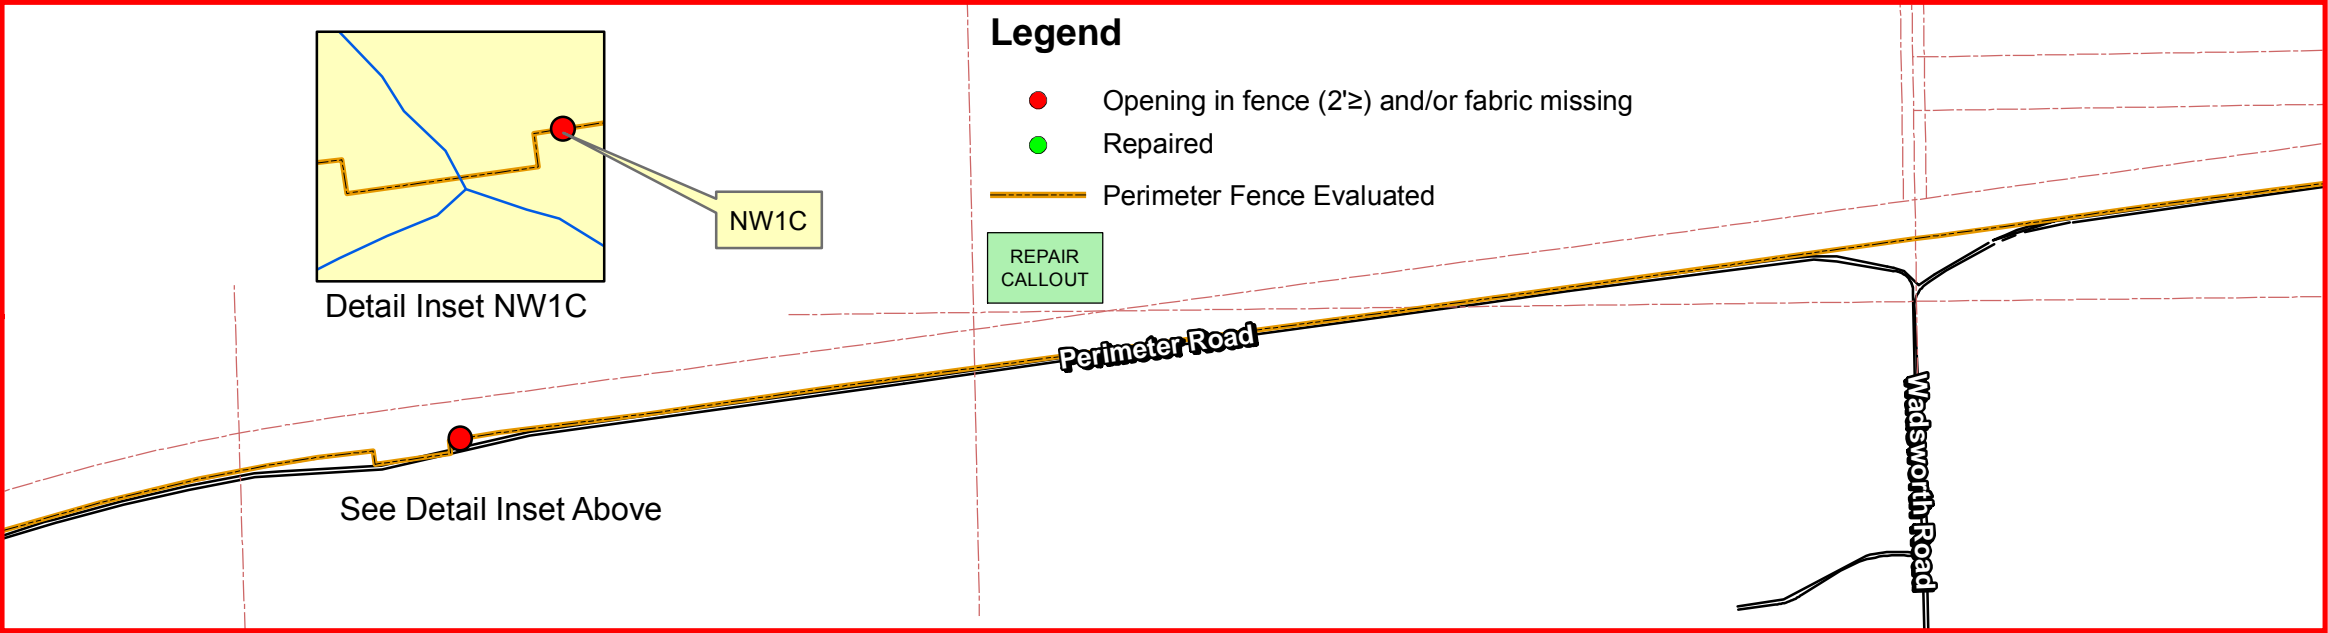 Legend
Opening in fence (2'≥) and/or fabric missing
Repaired
Perimeter Fence Evaluated
REPAIR
CALLOUT
NW1C
Detail Inset NW1C
Perimeter Road
Wadsworth Road
See Detail Inset Above